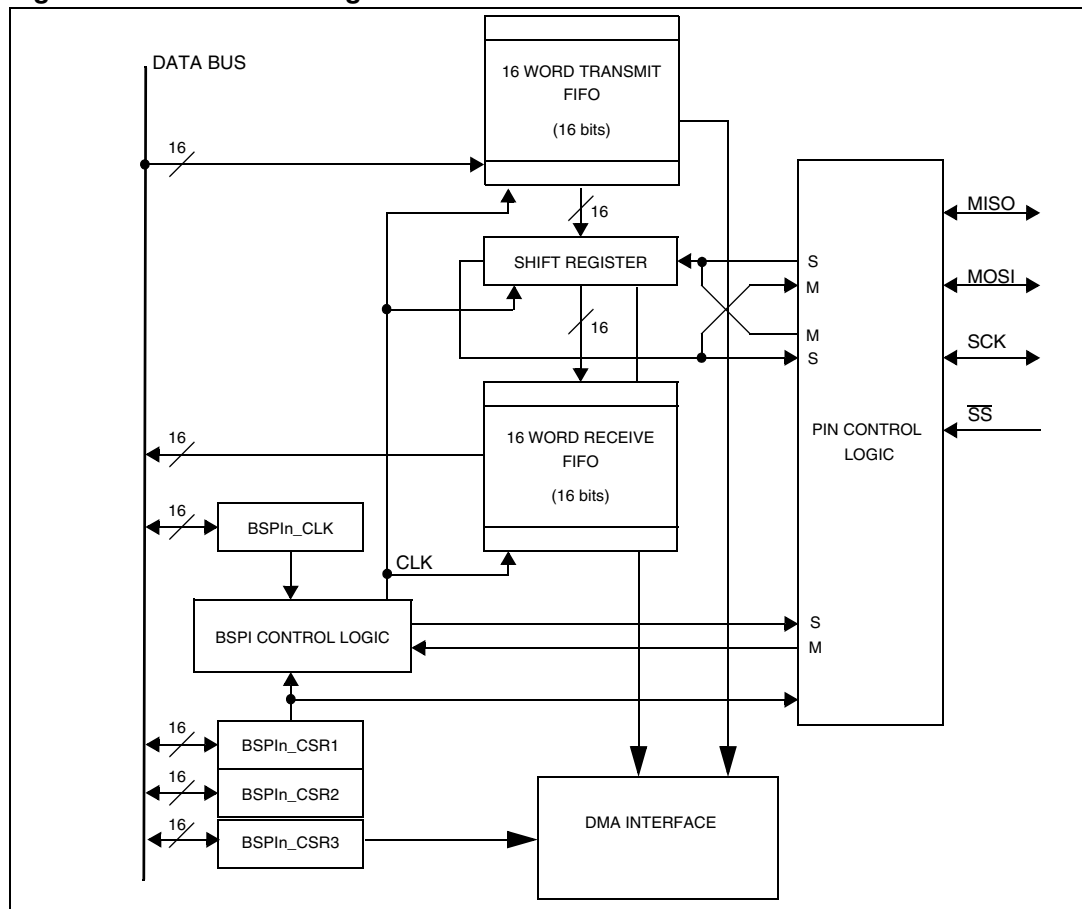 DATA BUS
16 WORD TRANSMIT
FIFO
(16 bits)
16
16
SHIFT REGISTER
16
S
M
M
S
MISO
MOSI
SCK
SS
PIN CONTROL
LOGIC
16 WORD RECEIVE
FIFO
(16 bits)
16
16
BSPIn_CLK
CLK
BSPI CONTROL LOGIC
S
M
16
BSPIn_CSR1
16
BSPIn_CSR2
16
BSPIn_CSR3
DMA INTERFACE